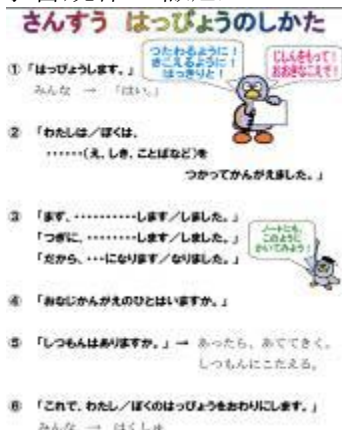 さんすう はっぴょうのしかた
つたわるように！
きこえるように！
はっきりと！
じしんをもって！
おおきなこえで！
① 「はっぴょうします。」
みんな → 「はい。」
② 「わたしは／ぼくは、
……(え、しき、ことばなど)を
つかってかんがえました。」
③ 「まず、…………します／しました。」
「つぎに、………します／しました。」
「だから、…になります／なりました。」
ノートにも、
このように
かいてみよう！
④ 「おなじかんがえのひとはいますか。」
⑤ 「しつもんはありますか。」→ あったら、あててきく。
しつもんにこたえる。
⑥ 「これで、わたし／ぼくのはっぴょうをおわりにします。」
みんな → はくしゅ